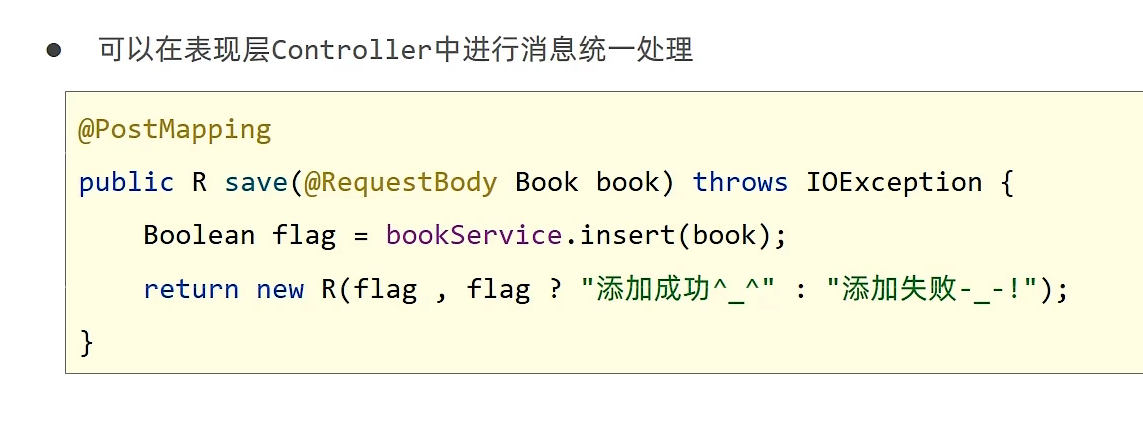 ● 可以在表现层Controller中进行消息统一处理
@PostMapping
public R save(@RequestBody Book book) throws IOException {
    Boolean flag = bookService.insert(book);
    return new R(flag , flag ? "添加成功^_^" : "添加失败-_-!");
}